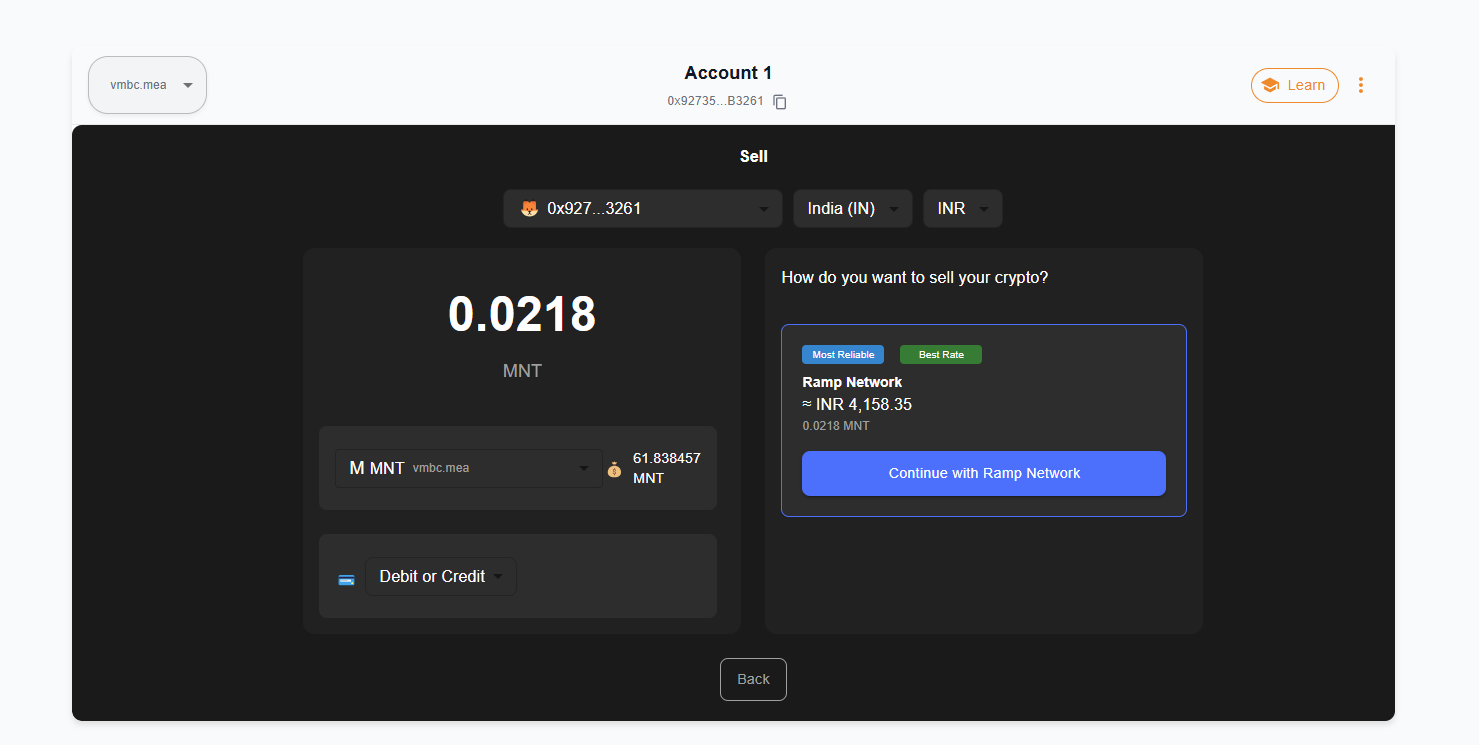 vmbc.mea
Account 1
0x92735...B3261
Learn
Sell
0x927...3261
India (IN)
INR
0.0218
MNT
M MNT vmbc.mea
61.838457
MNT
Debit or Credit
How do you want to sell your crypto?
Most Reliable
Best Rate
Ramp Network
≈ INR 4,158.35
0.0218 MNT
Continue with Ramp Network
Back